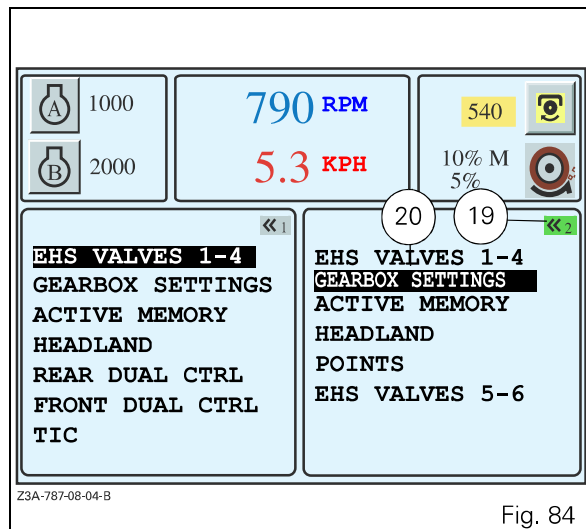 A 1000
B 2000
790 RPM
5.3 KPH
540
10% M
5%
20
19
«1
EHS VALVES 1-4
GEARBOX SETTINGS
ACTIVE MEMORY
HEADLAND
REAR DUAL CTRL
FRONT DUAL CTRL
TIC
«2
EHS VALVES 1-4
GEARBOX SETTINGS
ACTIVE MEMORY
HEADLAND
POINTS
EHS VALVES 5-6
Z3A-787-08-04-B
Fig. 84